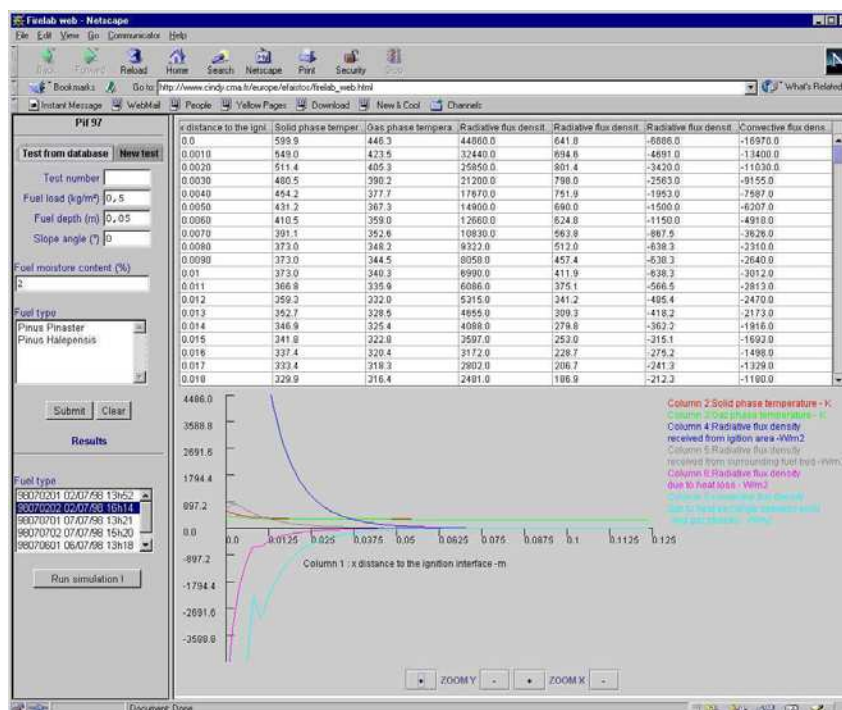 Firelab web - Netscape
File Edit View Go Communicator Help
Back Forward Reload Home Search Netscape Print Security Stop
Bookmarks Go to: http://www.cindy.cma.fr/europe/efaistos/firelab_web.html What's Related
Instant Message WebMail People Yellow Pages Download New & Cool Channels
Pif 97
Test from database New test
Test number
Fuel load (kg/m²) 0,5
Fuel depth (m) 0,05
Slope angle (°) 0
Fuel moisture content (%)
2
Fuel type
Pinus Pinaster
Pinus Halepensis
Submit Clear
Results
Fuel type
98070201 02/07/98 13h52
98070202 02/07/98 16h14
98070701 07/07/98 13h21
98070702 07/07/98 15h20
98070601 06/07/98 13h18
Run simulation !
x distance to the igni. Solid phase temper. Gas phase tempera. Radiative flux densit. Radiative flux densit. Radiative flux densit. Convective flux dens.
0.0 599.9 446.3 44860.0 641.8 -6886.0 -16970.0
0.0010 549.0 423.5 32440.0 694.6 -4691.0 -13400.0
0.0020 511.4 405.3 25850.0 801.4 -3420.0 -11030.0
0.0030 480.5 390.2 21200.0 798.0 -2563.0 -9155.0
0.0040 454.2 377.7 17670.0 751.9 -1953.0 -7587.0
0.0050 431.2 367.3 14900.0 690.0 -1500.0 -6207.0
0.0060 410.5 359.0 12660.0 624.8 -1150.0 -4918.0
0.0070 391.1 352.6 10830.0 563.8 -867.5 -3626.0
0.0080 373.0 348.2 9322.0 512.0 -638.3 -2310.0
0.0090 373.0 344.5 8058.0 457.4 -638.3 -2640.0
0.01 373.0 340.3 6990.0 411.9 -638.3 -3012.0
0.011 366.8 335.9 6086.0 375.1 -566.5 -2813.0
0.012 359.3 332.0 5315.0 341.2 -485.4 -2470.0
0.013 352.7 328.5 4655.0 309.3 -418.2 -2173.0
0.014 346.9 325.4 4088.0 279.8 -362.2 -1916.0
0.015 341.8 322.8 3597.0 253.0 -315.1 -1693.0
0.016 337.4 320.4 3172.0 228.7 -275.2 -1498.0
0.017 333.4 318.3 2802.0 206.7 -241.3 -1329.0
0.018 329.9 316.4 2481.0 186.9 -212.3 -1180.0
4486.0
3588.8
2691.6
1794.4
897.2
0.0
-897.2
-1794.4
-2691.6
-3588.8
0.0 0.0125 0.025 0.0375 0.05 0.0625 0.075 0.0875 0.1 0.1125 0.125
Column 1 : x distance to the ignition interface -m
Column 2:Solid phase temperature - K
Column 3:Gas phase temperature - K
Column 4:Radiative flux density
received from igition area -W/m2
Column 5:Radiative flux density
received from surrounding fuel bed -W/m2
Column 6:Radiative flux density
due to heat loss - W/m2
+ ZOOM Y - + ZOOM X -
Document: Done